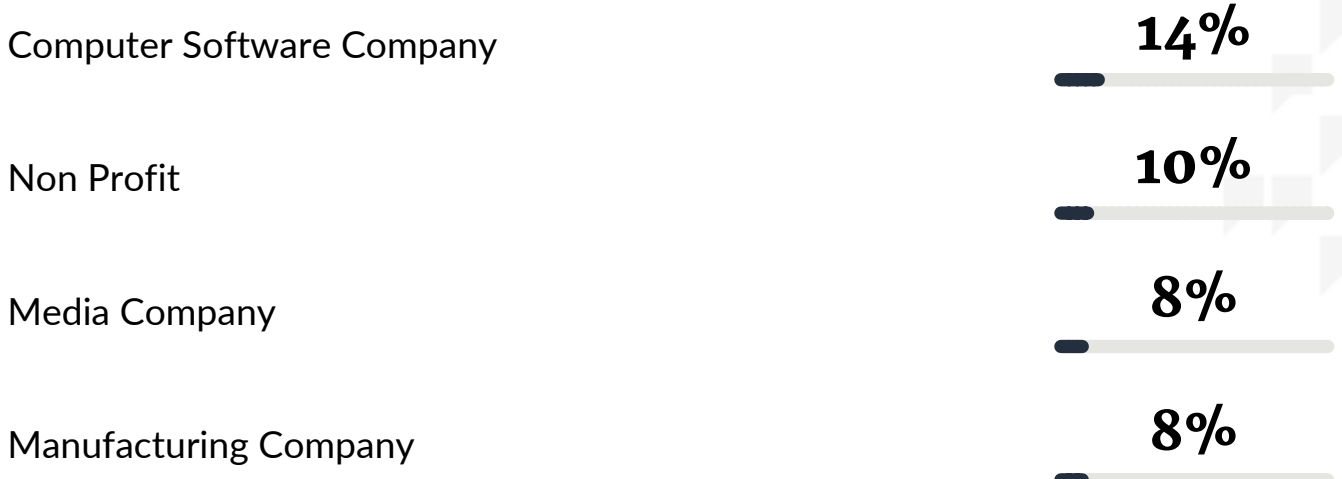 Computer Software Company 14%
Non Profit 10%
Media Company 8%
Manufacturing Company 8%